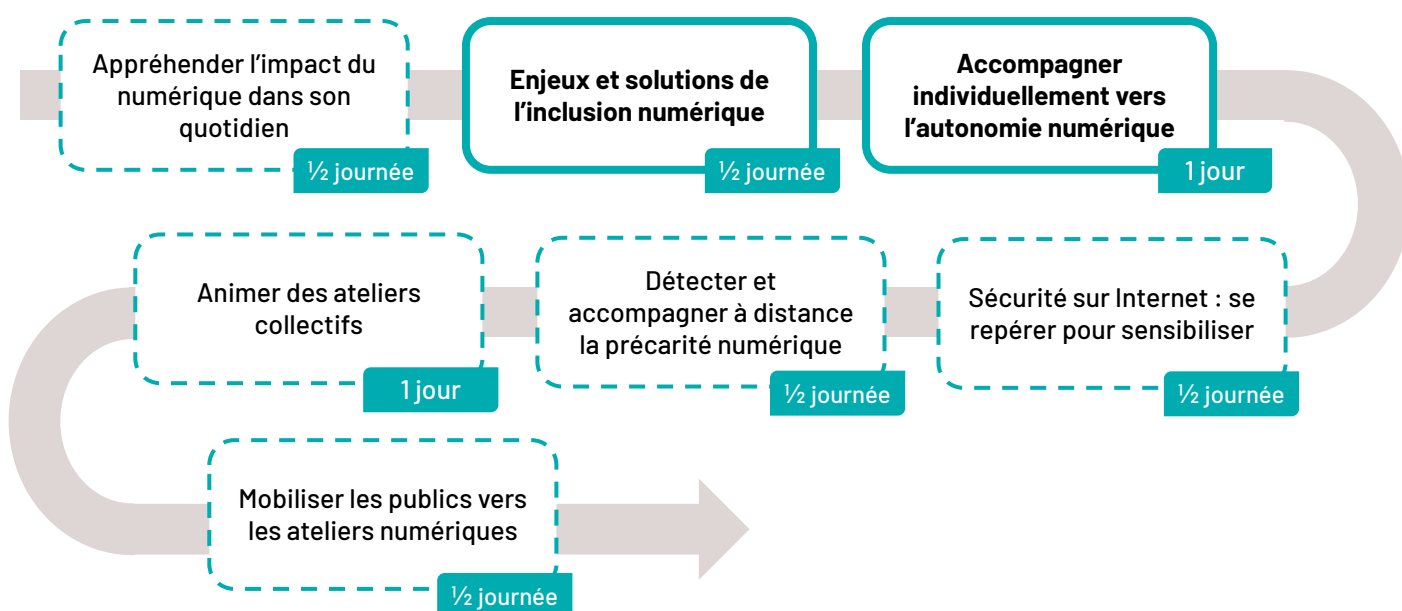 Appréhender l’impact du
numérique dans son
quotidien
½ journée
Enjeux et solutions de
l’inclusion numérique
½ journée
Accompagner
individuellement vers
l’autonomie numérique
1 jour
Sécurité sur Internet : se
repérer pour sensibiliser
½ journée
Détecter et
accompagner à distance
la précarité numérique
½ journée
Animer des ateliers
collectifs
1 jour
Mobiliser les publics vers
les ateliers numériques
½ journée